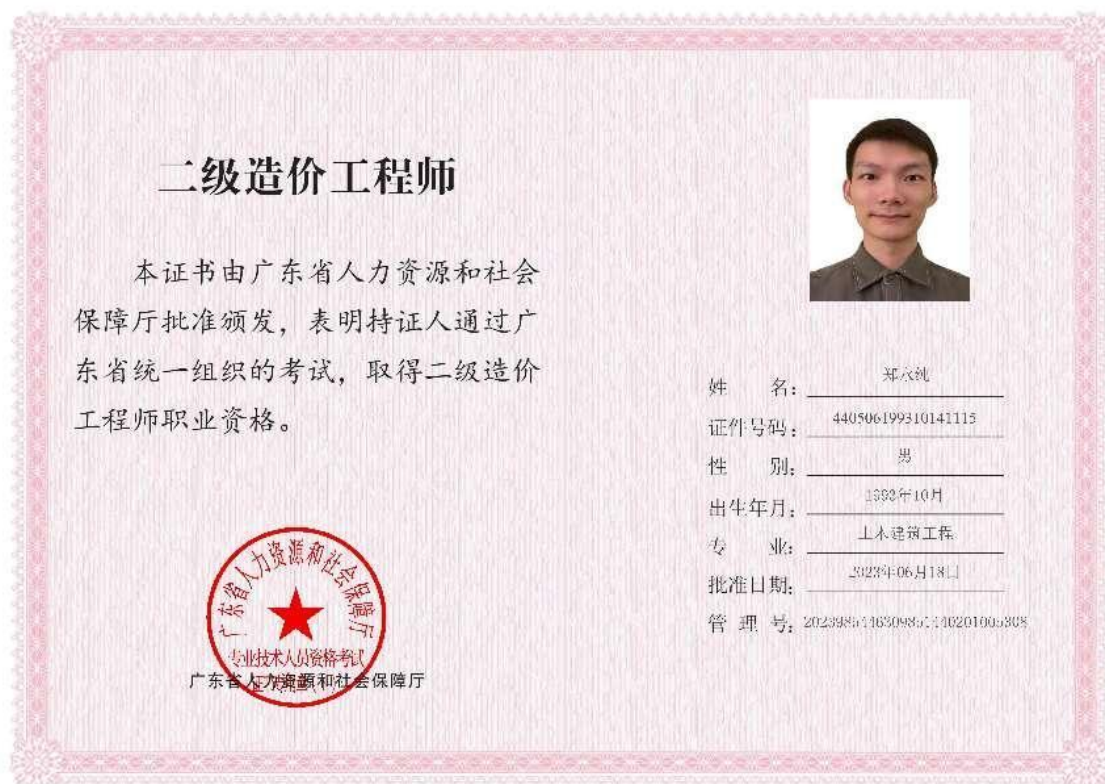 二级造价工程师
本证书由广东省人力资源和社会
保障厅批准颁发，表明持证人通过广
东省统一组织的考试，取得二级造价
工程师职业资格。
广东省人力资源和社会保障厅
专业技术人员资格考试
广东省人力资源和社会保障厅
姓 名：郑永纯
证件号码：440506199310141115
性 别：男
出生年月：1993年10月
专 业：土木建筑工程
批准日期：2023年06月18日
管 理 号：